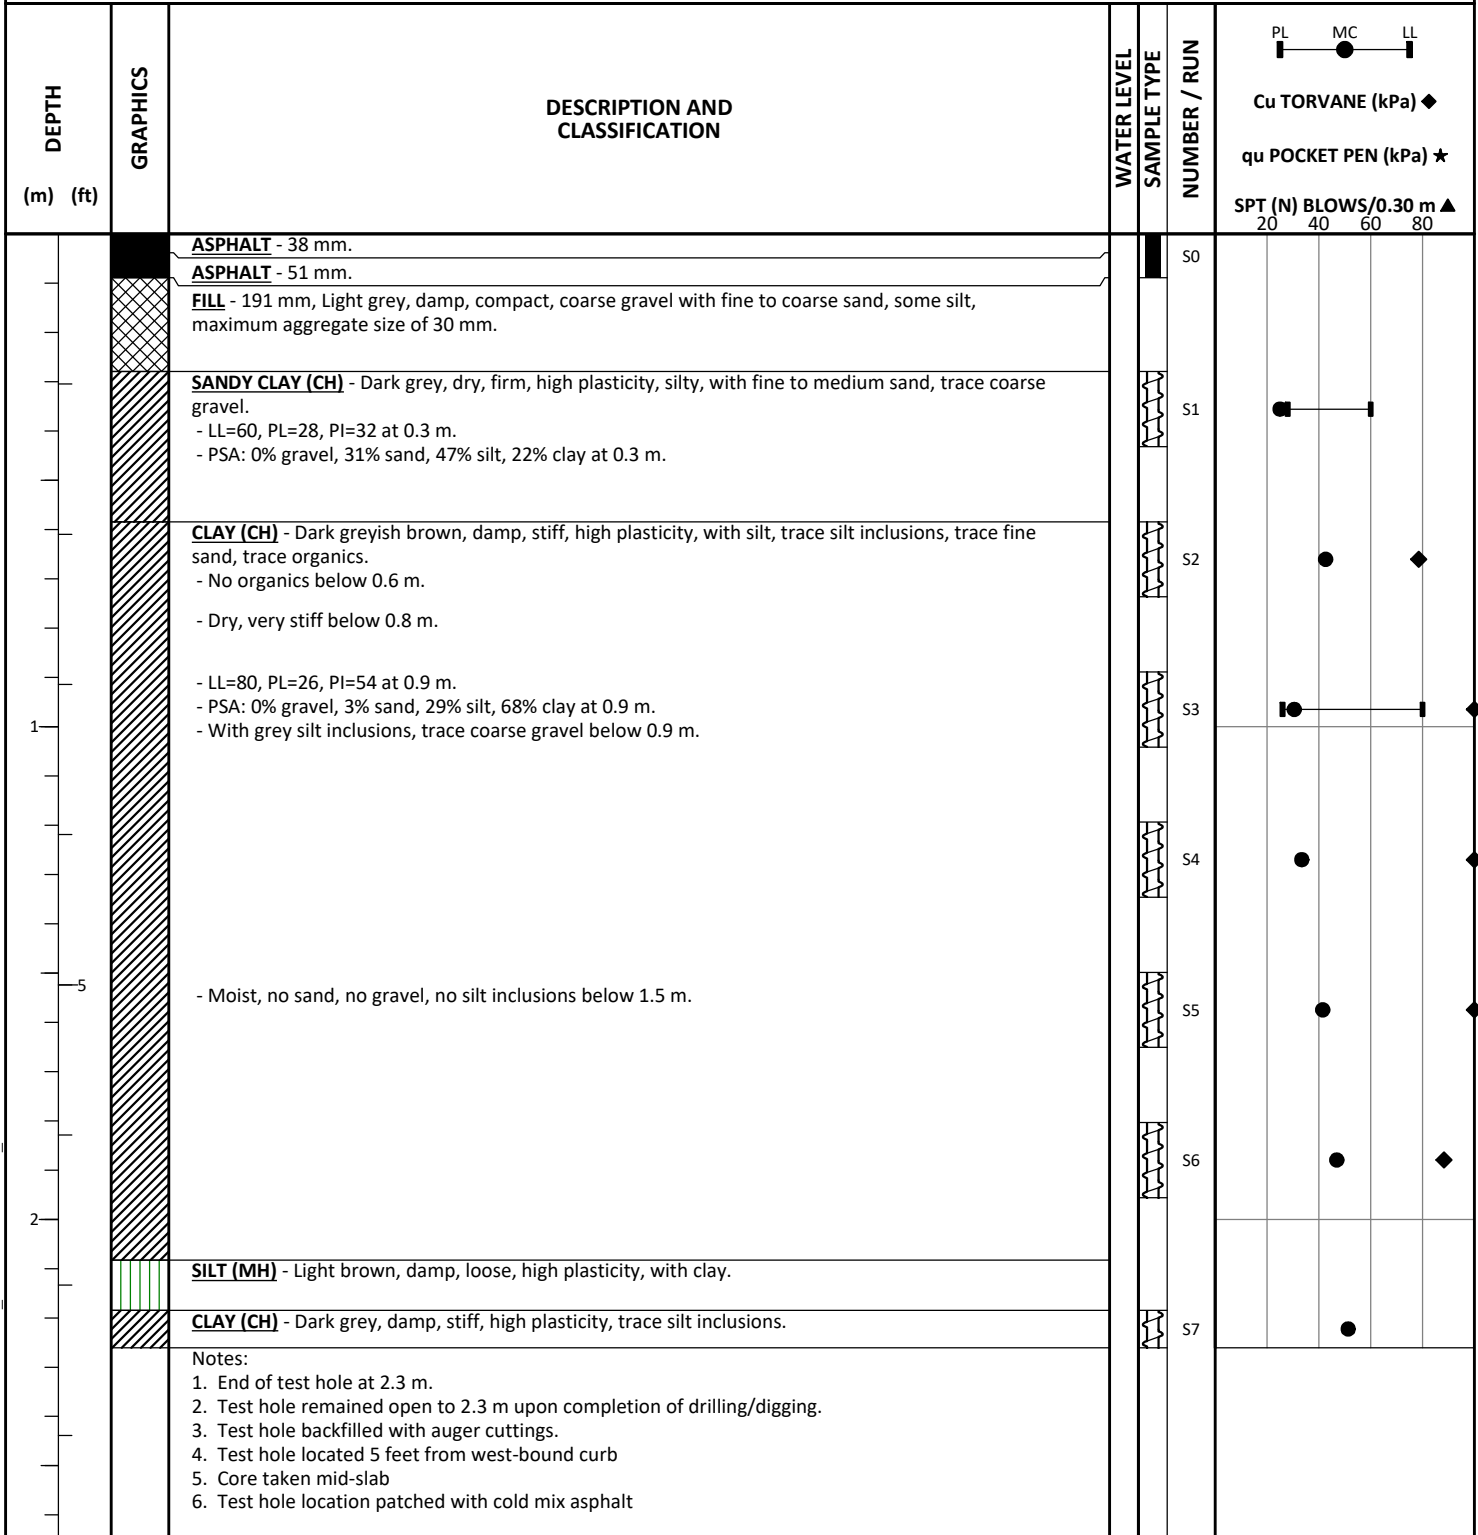 DEPTH
(m) (ft)
GRAPHICS
DESCRIPTION AND
CLASSIFICATION
WATER LEVEL
SAMPLE TYPE
NUMBER / RUN
PL MC LL
Cu TORVANE (kPa) ◆
qu POCKET PEN (kPa) ★
SPT (N) BLOWS/0.30 m ▲
20 40 60 80
ASPHALT - 38 mm.
S0
ASPHALT - 51 mm.
FILL - 191 mm, Light grey, damp, compact, coarse gravel with fine to coarse sand, some silt,
maximum aggregate size of 30 mm.
SANDY CLAY (CH) - Dark grey, dry, firm, high plasticity, silty, with fine to medium sand, trace coarse
gravel.
S1
- LL=60, PL=28, PI=32 at 0.3 m.
- PSA: 0% gravel, 31% sand, 47% silt, 22% clay at 0.3 m.
CLAY (CH) - Dark greyish brown, damp, stiff, high plasticity, with silt, trace silt inclusions, trace fine
sand, trace organics.
S2
- No organics below 0.6 m.
- Dry, very stiff below 0.8 m.
- LL=80, PL=26, PI=54 at 0.9 m.
- PSA: 0% gravel, 3% sand, 29% silt, 68% clay at 0.9 m.
S3
1
- With grey silt inclusions, trace coarse gravel below 0.9 m.
S4
5
- Moist, no sand, no gravel, no silt inclusions below 1.5 m.
S5
S6
2
SILT (MH) - Light brown, damp, loose, high plasticity, with clay.
CLAY (CH) - Dark grey, damp, stiff, high plasticity, trace silt inclusions.
S7
Notes:
1. End of test hole at 2.3 m.
2. Test hole remained open to 2.3 m upon completion of drilling/digging.
3. Test hole backfilled with auger cuttings.
4. Test hole located 5 feet from west-bound curb
5. Core taken mid-slab
6. Test hole location patched with cold mix asphalt